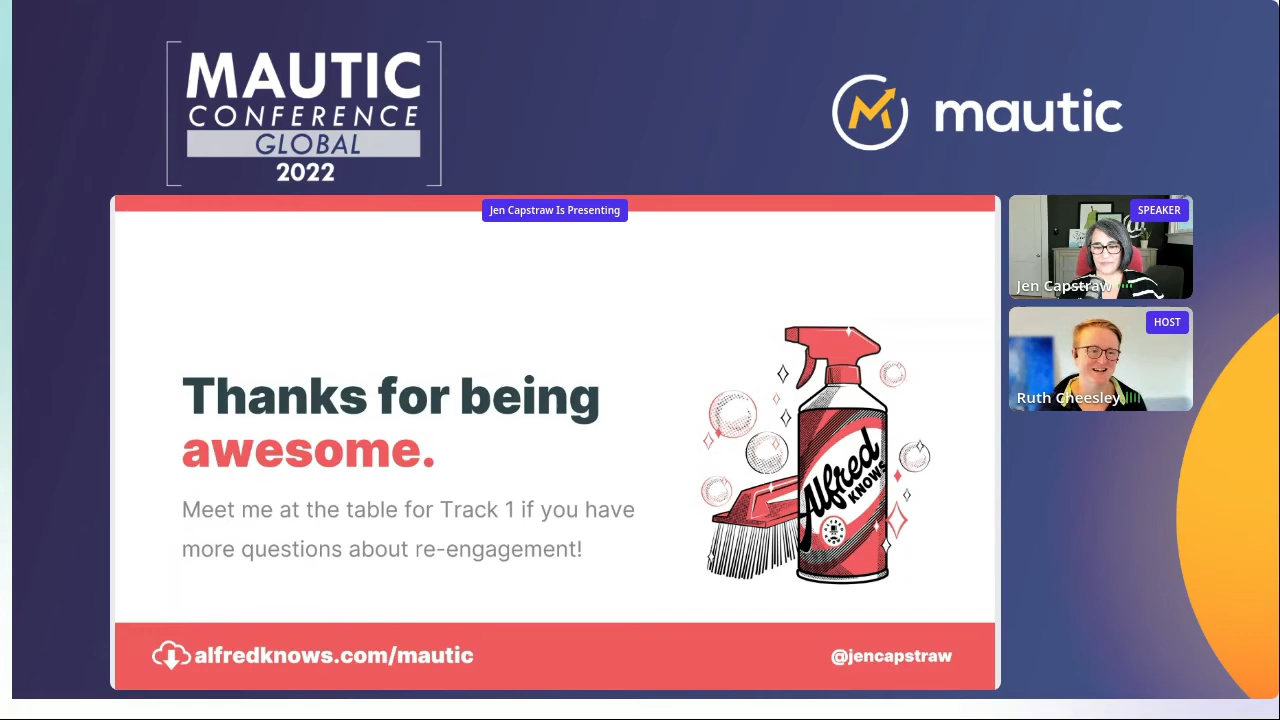 MAUTIC
CONFERENCE
GLOBAL
2022
mautic
Jen Capstraw Is Presenting
SPEAKER
@
Jen Capstraw
HOST
Ruth Cheesley
Thanks for being
awesome.
Meet me at the table for Track 1 if you have
more questions about re-engagement!
Alfred
KNOWS
alfredknows.com/mautic
@jencapstraw